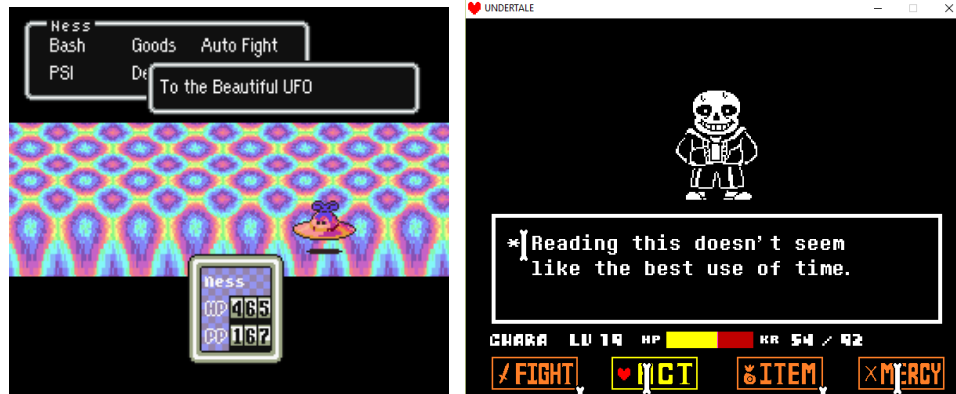 Ness
Bash Goods Auto Fight
PSI De
To the Beautiful UFO
Ness
HP 465
PP 167
UNDERTALE
*Reading this doesn't seem
like the best use of time.
CHARA LV 19 HP KR 54 / 92
FIGHT ACT ITEM MERCY